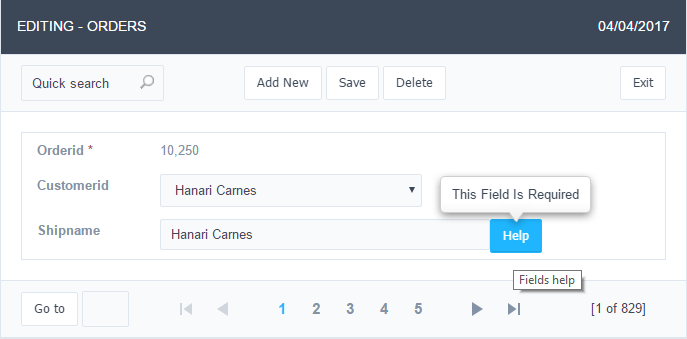 EDITING - ORDERS 04/04/2017
Quick search Add New Save Delete Exit
Orderid * 10,250
Customerid Hanari Carnes
This Field Is Required
Shipname Hanari Carnes Help
Fields help
Go to 1 2 3 4 5 [1 of 829]